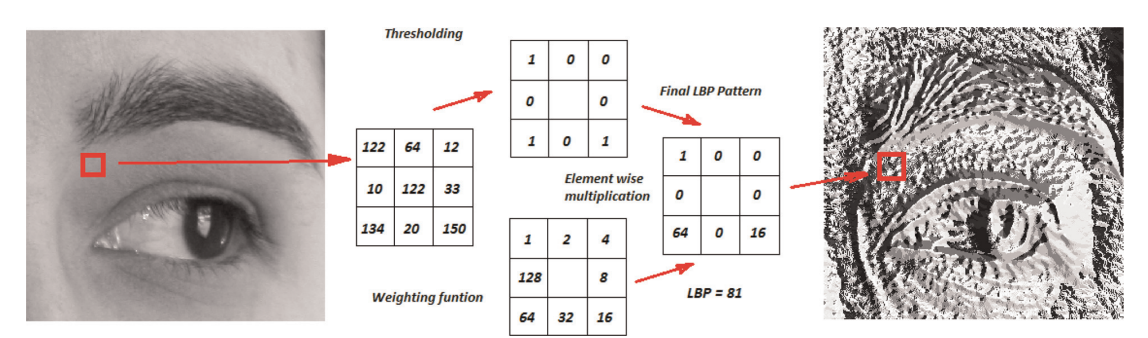 Thresholding
1 0 0
0 0
1 0 1
Final LBP Pattern
122 64 12
10 122 33
134 20 150
1 0 0
0 0
64 0 16
Element wise
multiplication
1 2 4
128 8
64 32 16
Weighting funtion
LBP = 81